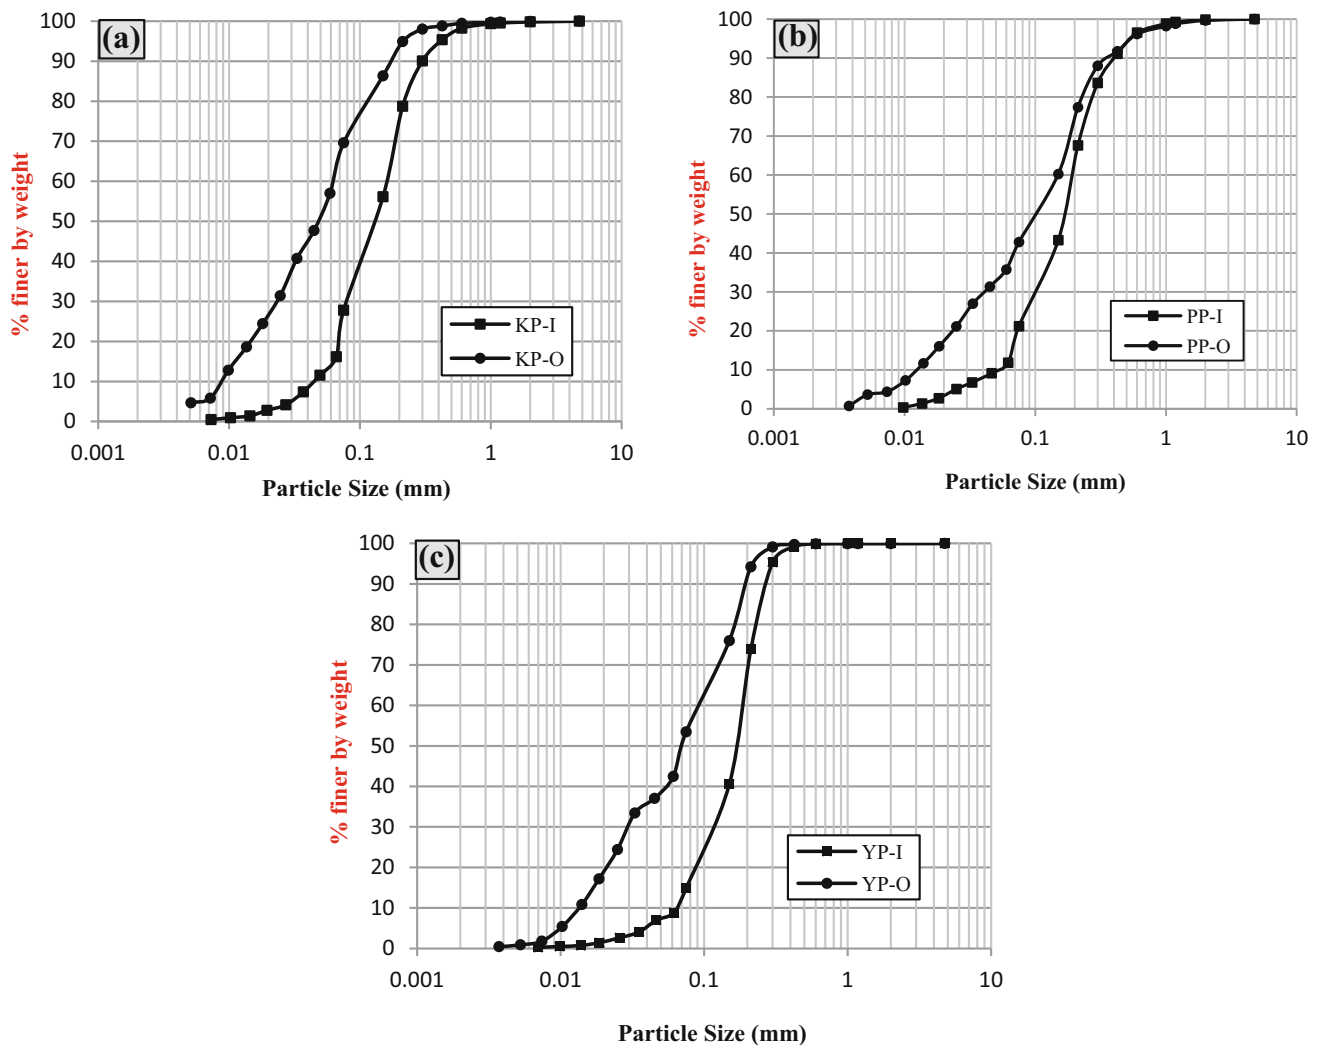 (a)
100
90
80
70
60
50
40
30
20
10
0
% finer by weight
KP-I
KP-O
0.001 0.01 0.1 1 10
Particle Size (mm)
(b)
100
90
80
70
60
50
40
30
20
10
0
% finer by weight
PP-I
PP-O
0.001 0.01 0.1 1 10
Particle Size (mm)
(c)
100
90
80
70
60
50
40
30
20
10
0
% finer by weight
YP-I
YP-O
0.001 0.01 0.1 1 10
Particle Size (mm)